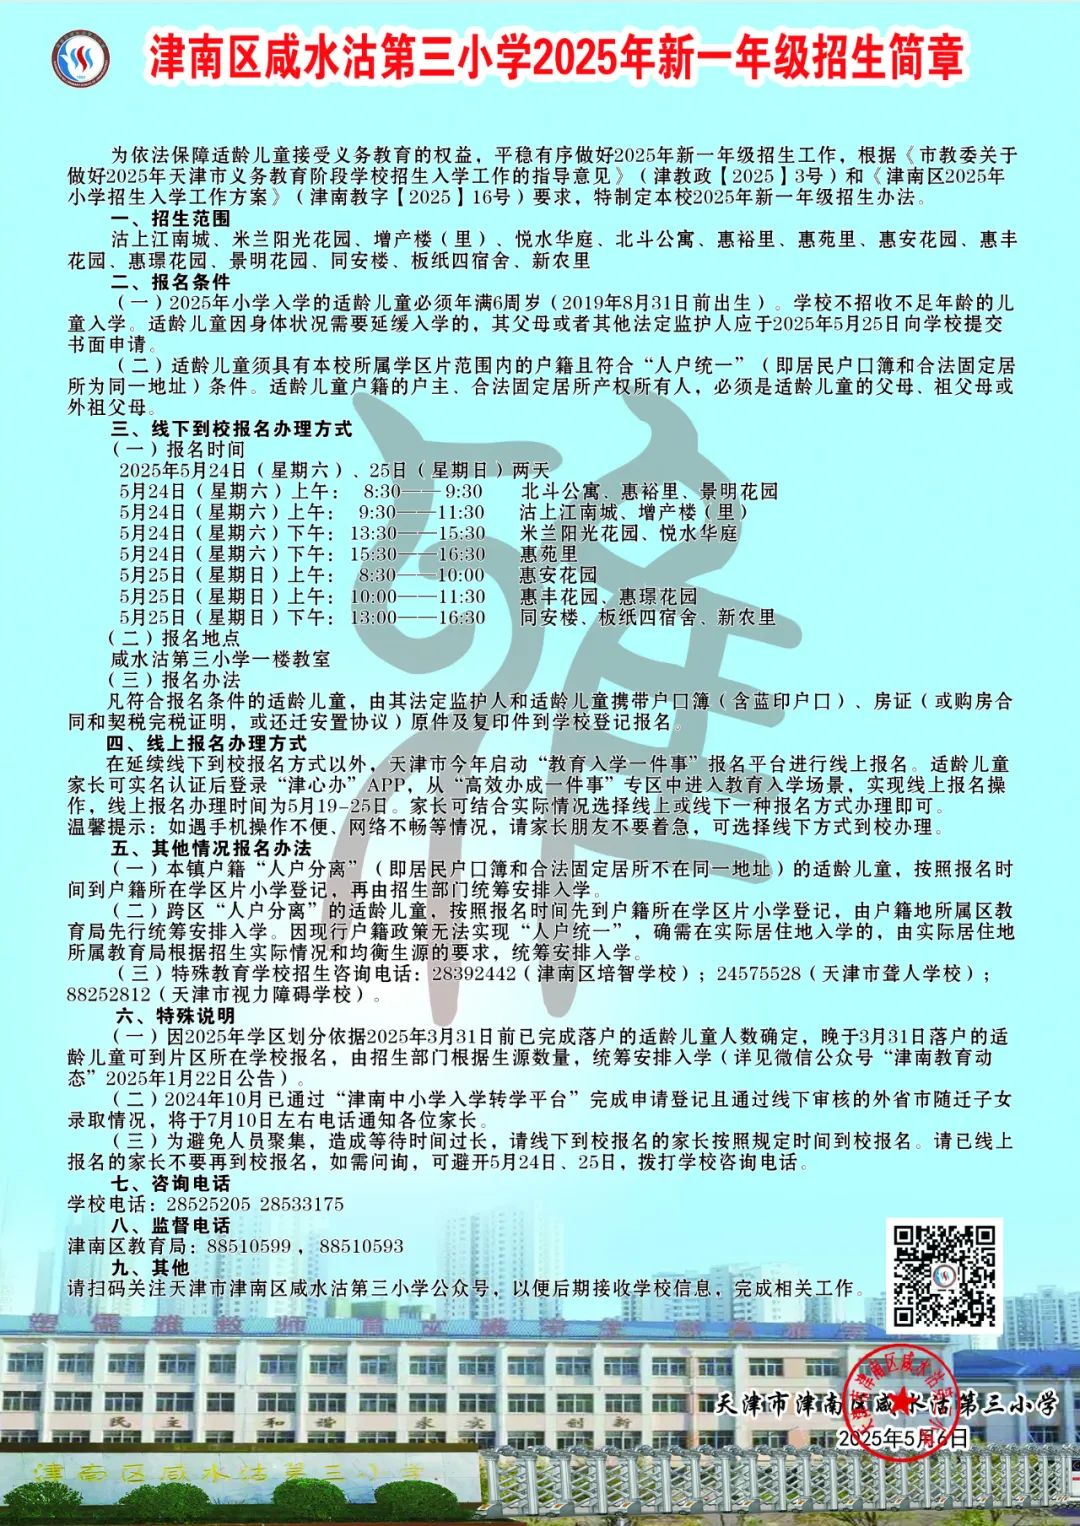 津南区咸水沽第三小学2025年新一年级招生简章
为依法保障适龄儿童接受义务教育的权益，平稳有序做好2025年新一年级招生工作，根据《市教委关于
做好2025年天津市义务教育阶段学校招生入学工作的指导意见》（津教政【2025】3号）和《津南区2025年
小学招生入学工作方案》（津南教字【2025】16号）要求，特制定本校2025年新一年级招生办法。
一、招生范围
沽上江南城、米兰阳光花园、增产楼（里）、悦水华庭、北斗公寓、惠裕里、惠苑里、惠安花园、惠丰
花园、惠璟花园、景明花园、同安楼、板纸四宿舍、新农里
二、报名条件
（一）2025年小学入学的适龄儿童必须年满6周岁（2019年8月31日前出生）。学校不招收不足年龄的儿
童入学。适龄儿童因身体状况需要延缓入学的，其父母或者其他法定监护人应于2025年5月25日向学校提交
书面申请。
（二）适龄儿童须具有本校所属学区片范围内的户籍且符合“人户统一”（即居民户口簿和合法固定居
所为同一地址）条件。适龄儿童户籍的户主、合法固定居所产权所有人，必须是适龄儿童的父母、祖父母或
外祖父母。
三、线下到校报名办理方式
（一）报名时间
2025年5月24日（星期六）、25日（星期日）两天
5月24日（星期六）上午： 8:30——9:30 北斗公寓、惠裕里、景明花园
5月24日（星期六）上午： 9:30——11:30 沽上江南城、增产楼（里）
5月24日（星期六）下午：13:30——15:30 米兰阳光花园、悦水华庭
5月24日（星期六）下午：15:30——16:30 惠苑里
5月25日（星期日）上午： 8:30——10:00 惠安花园
5月25日（星期日）上午：10:00——11:30 惠丰花园、惠璟花园
5月25日（星期日）下午：13:00——16:30 同安楼、板纸四宿舍、新农里
（二）报名地点
咸水沽第三小学一楼教室
（三）报名办法
凡符合报名条件的适龄儿童，由其法定监护人和适龄儿童携带户口簿（含蓝印户口）、房证（或购房合
同和契税完税证明，或还迁安置协议）原件及复印件到学校登记报名。
四、线上报名办理方式
在延续线下到校报名方式以外，天津市今年启动“教育入学一件事”报名平台进行线上报名。适龄儿童
家长可实名认证后登录“津心办”APP，从“高效办成一件事”专区中进入教育入学场景，实现线上报名操
作，线上报名办理时间为5月19-25日。家长可结合实际情况选择线上或线下一种报名方式办理即可。
温馨提示：如遇手机操作不便、网络不畅等情况，请家长朋友不要着急，可选择线下方式到校办理。
五、其他情况报名办法
（一）本镇户籍“人户分离”（即居民户口簿和合法固定居所不在同一地址）的适龄儿童，按照报名时
间到户籍所在学区片小学登记，再由招生部门统筹安排入学。
（二）跨区“人户分离”的适龄儿童，按照报名时间先到户籍所在学区片小学登记，由户籍地所属区教
育局先行统筹安排入学。因现行户籍政策无法实现“人户统一”，确需在实际居住地入学的，由实际居住地
所属教育局根据招生实际情况和均衡生源的要求，统筹安排入学。
（三）特殊教育学校招生咨询电话：28392442（津南区培智学校）；24575528（天津市聋人学校）；
88252812（天津市视力障碍学校）。
六、特殊说明
（一）因2025年学区划分依据2025年3月31日前已完成落户的适龄儿童人数确定，晚于3月31日落户的适
龄儿童可到片区所在学校报名，由招生部门根据生源数量，统筹安排入学（详见微信公众号“津南教育动
态”2025年1月22日公告）。
（二）2024年10月已通过“津南中小学入学转学平台”完成申请登记且通过线下审核的外省市随迁子女
录取情况，将于7月10日左右电话通知各位家长。
（三）为避免人员聚集，造成等待时间过长，请线下到校报名的家长按照规定时间到校报名。请已线上
报名的家长不要再到校报名，如需问询，可避开5月24日、25日，拨打学校咨询电话。
七、咨询电话
学校电话：28525205 28533175
八、监督电话
津南区教育局：88510599，88510593
九、其他
请扫码关注天津市津南区咸水沽第三小学公众号，以便后期接收学校信息，完成相关工作。
天津市津南区咸水沽第三小学
2025年5月6日
民主 和谐 求实 创新
津南区咸水沽第三小学